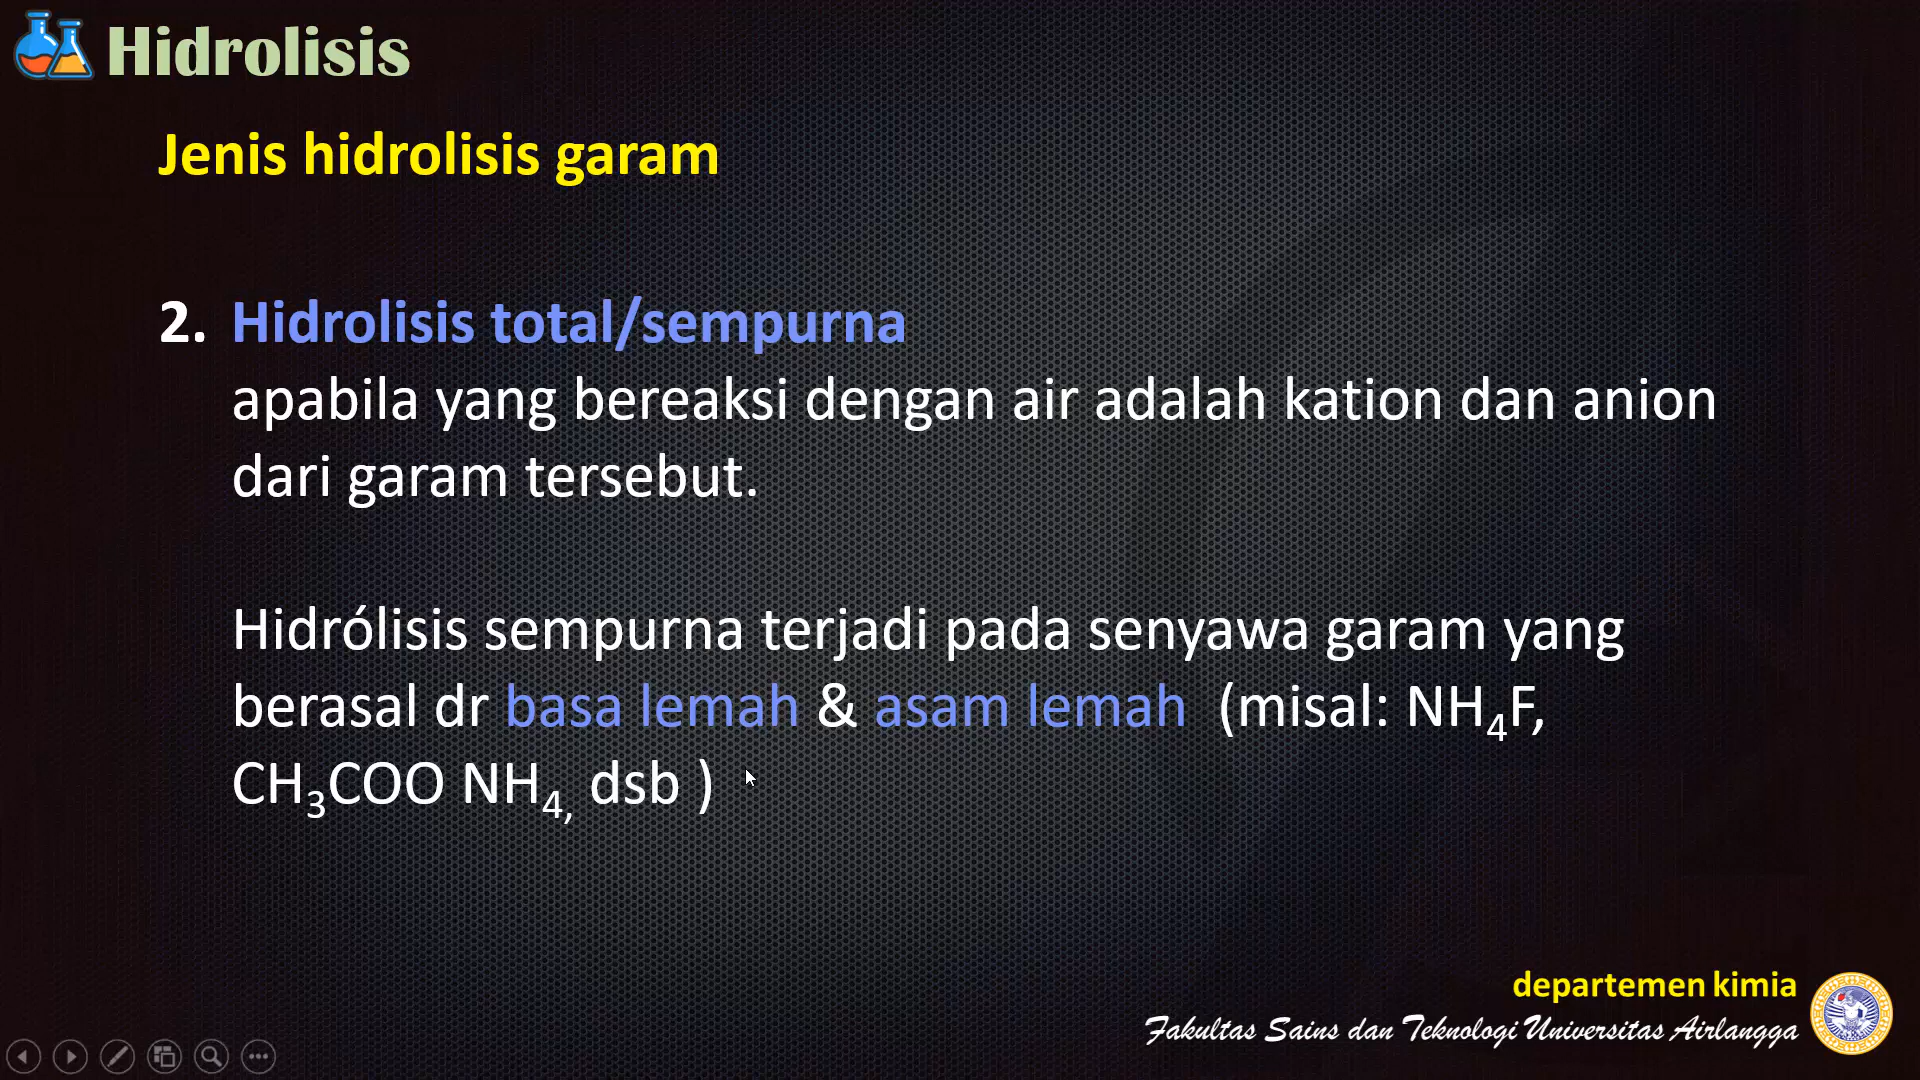 Hidrolisis
Jenis hidrolisis garam
2. Hidrolisis total/sempurna
apabila yang bereaksi dengan air adalah kation dan anion
dari garam tersebut.
Hidrólisis sempurna terjadi pada senyawa garam yang
berasal dr basa lemah & asam lemah (misal: NH₄F,
CH₃COO NH₄, dsb )
departemen kimia
Fakultas Sains dan Teknologi Universitas Airlangga